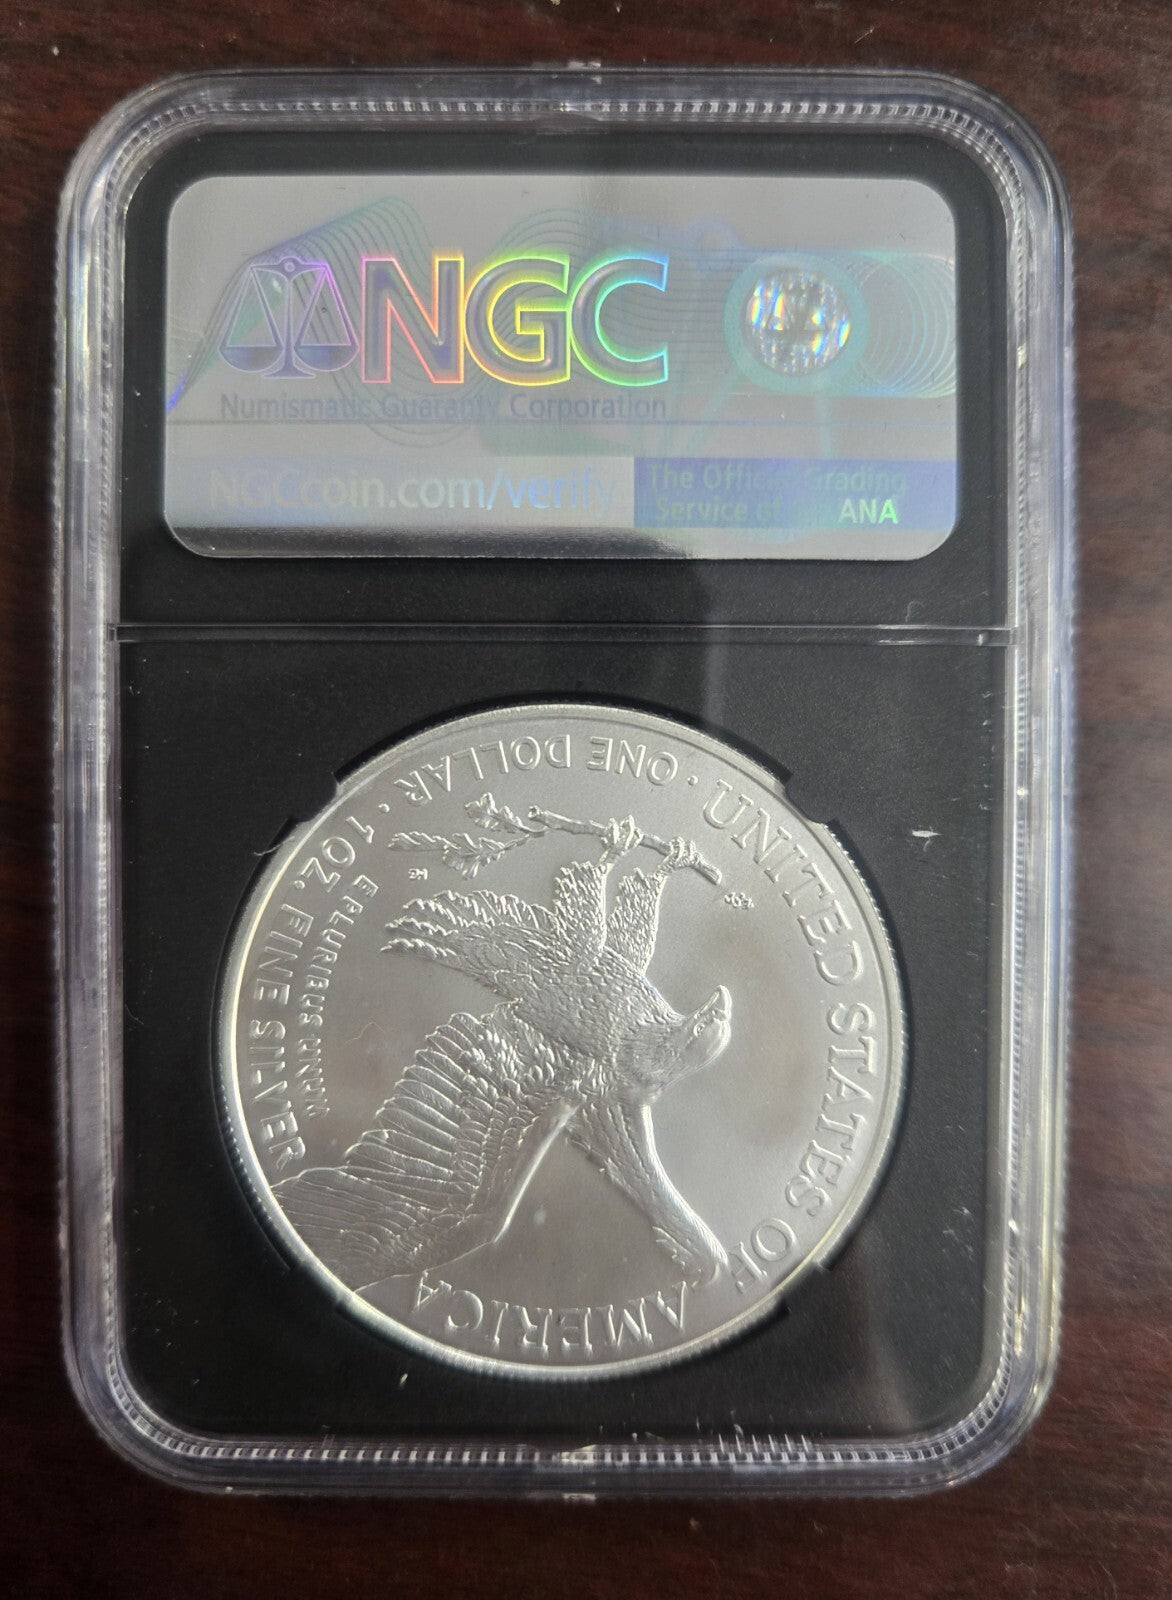 NGC
Numismatic Guaranty Corporation
NGCcoin.com/verify
The Official Grading
Service of the ANA
UNITED STATES OF AMERICA
• 1 OZ. FINE SILVER
• ONE DOLLAR
E PLURIBUS UNUM